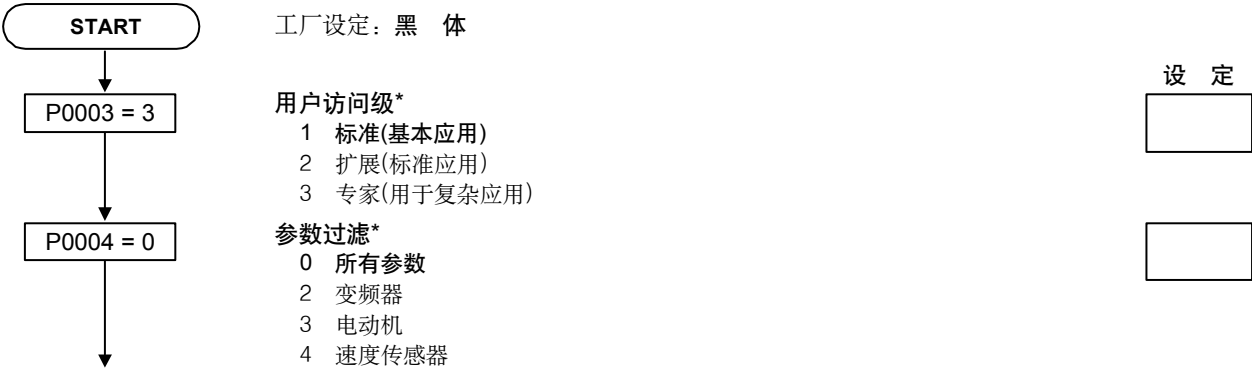 START
工厂设定：黑 体
设 定
P0003 = 3
用户访问级*
1 标准(基本应用)
2 扩展(标准应用)
3 专家(用于复杂应用)
P0004 = 0
参数过滤*
0 所有参数
2 变频器
3 电动机
4 速度传感器